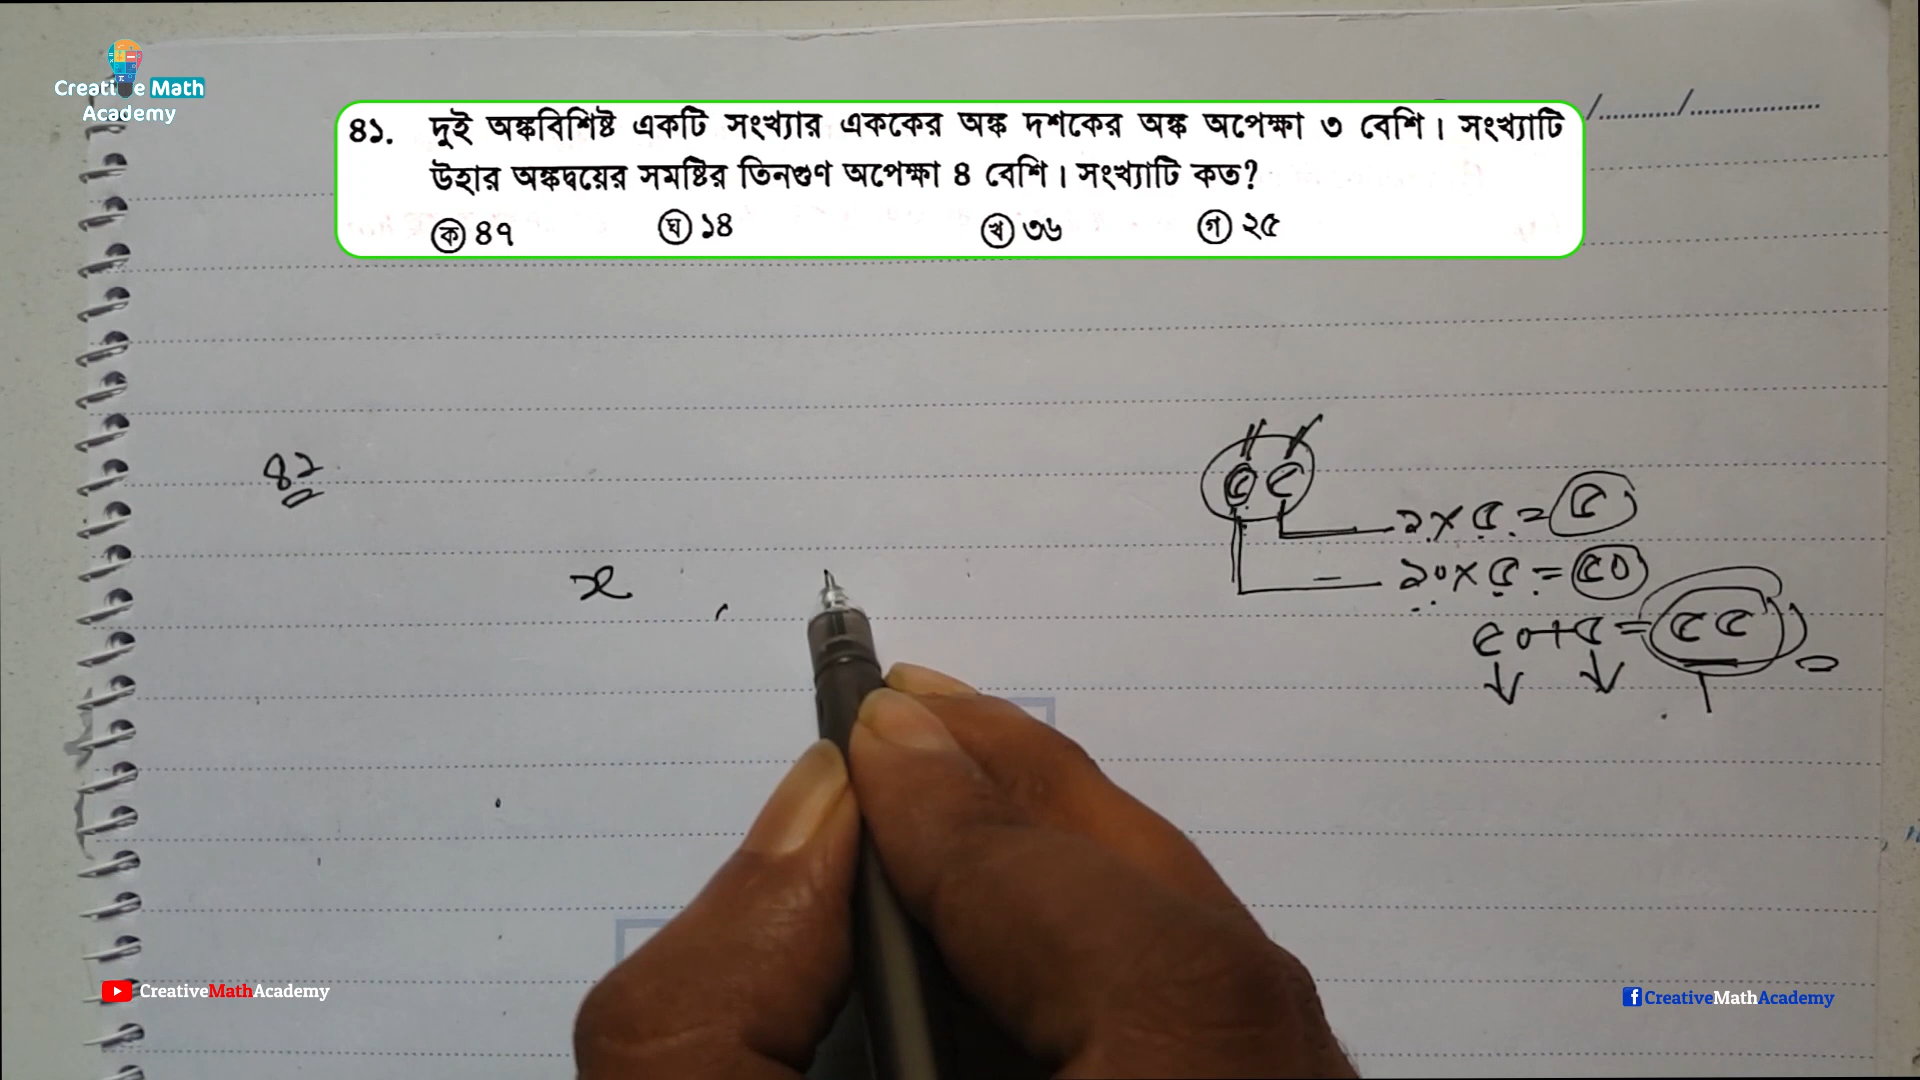 Creative Math
Academy
৪১. দুই অঙ্কবিশিষ্ট একটি সংখ্যার এককের অঙ্ক দশকের অঙ্ক অপেক্ষা ৩ বেশি। সংখ্যাটি
উহার অঙ্কদ্বয়ের সমষ্টির তিনগুণ অপেক্ষা ৪ বেশি। সংখ্যাটি কত?
ক ৪৭ ঘ ১৪ খ ৩৬ গ ২৫
/.........../................
৫৫
৪১
১×৫=৫
x
১০×৫=৫০
৫০+৫=৫৫
CreativeMathAcademy
CreativeMathAcademy